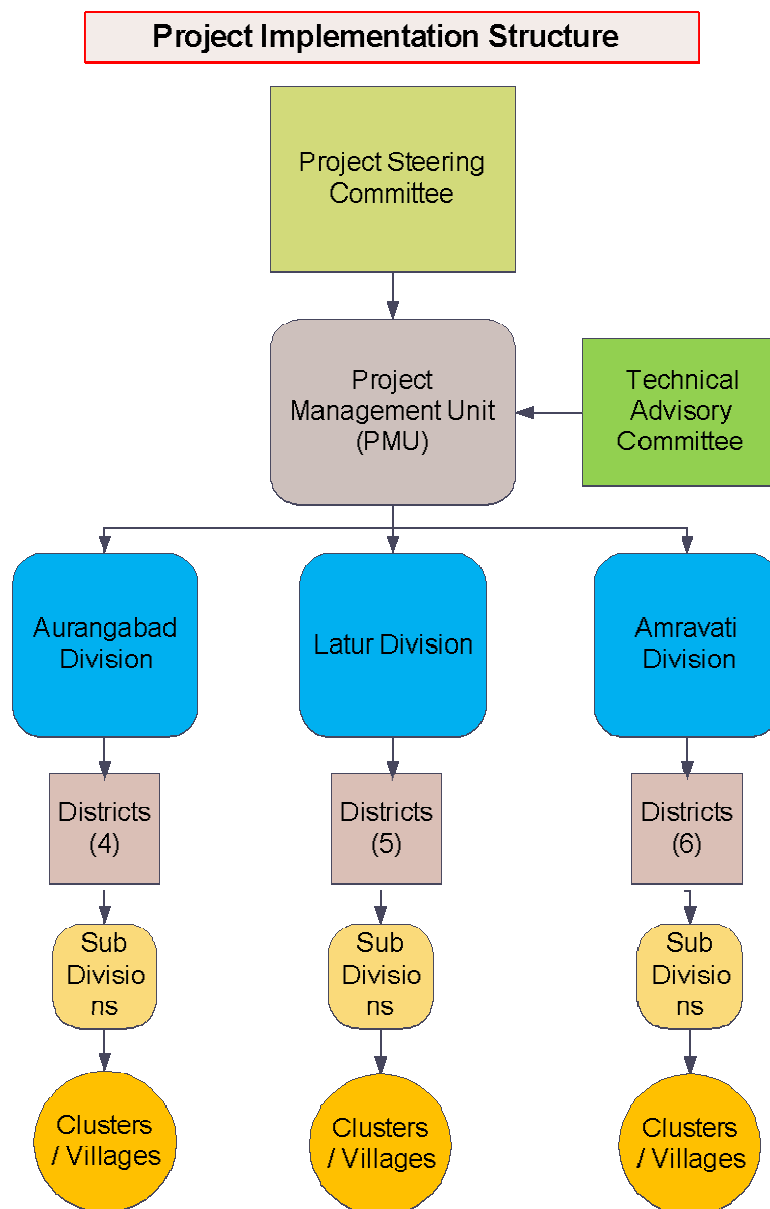 Project Implementation Structure
Project Steering
Committee
Project
Management Unit
(PMU)
Technical
Advisory
Committee
Aurangabad
Division
Latur Division
Amravati
Division
Districts
(4)
Districts
(5)
Districts
(6)
Sub
Divisio
ns
Sub
Divisio
ns
Sub
Divisio
ns
Clusters
/ Villages
Clusters
/ Villages
Clusters
/ Villages